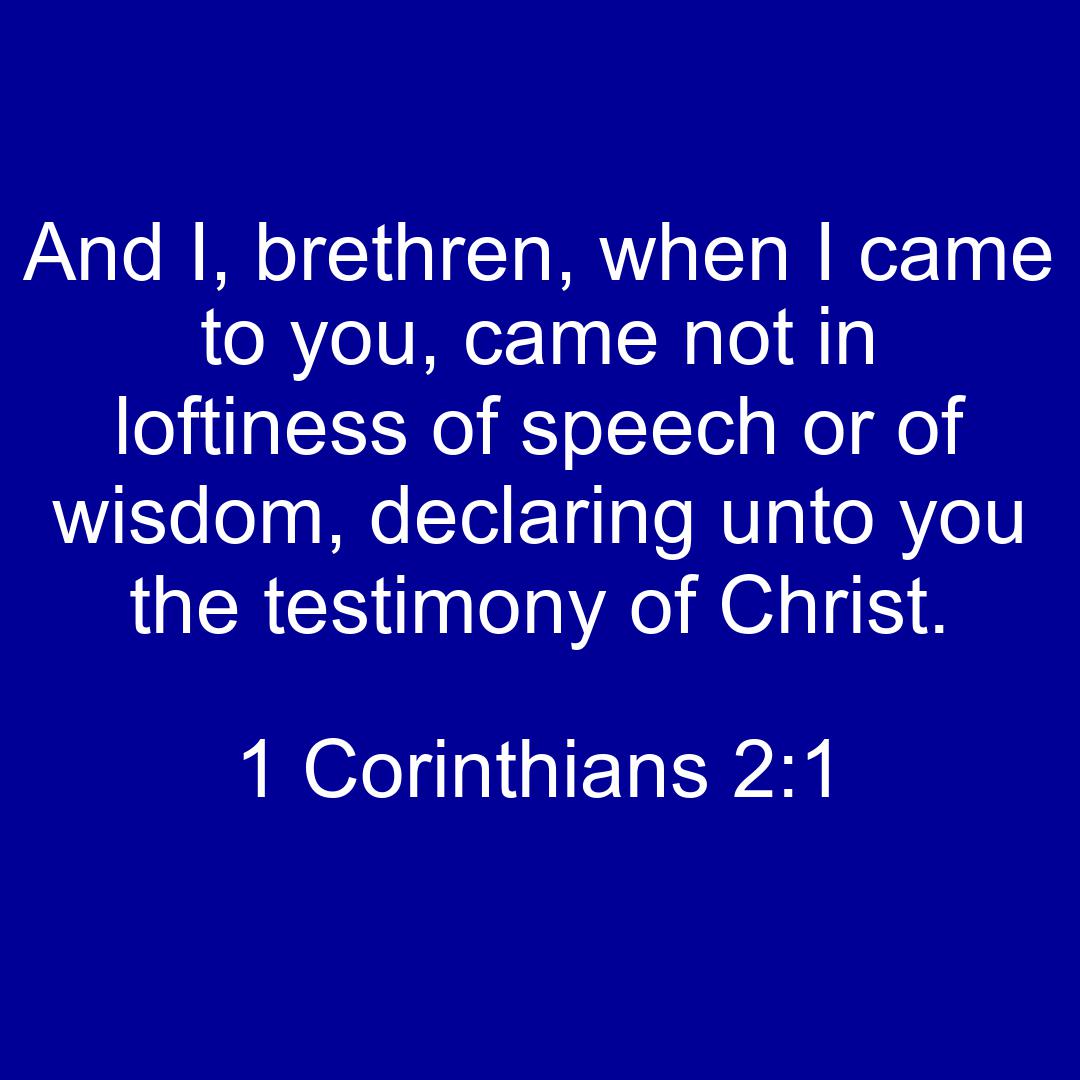 And I, brethren, when I came
to you, came not in
loftiness of speech or of
wisdom, declaring unto you
the testimony of Christ.
1 Corinthians 2:1